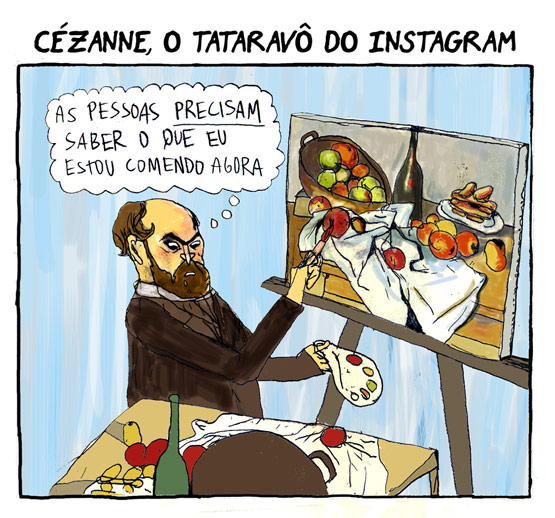 CÉZANNE, O TATARAVÔ DO INSTAGRAM
AS PESSOAS PRECISAM
SABER O QUE EU
ESTOU COMENDO AGORA